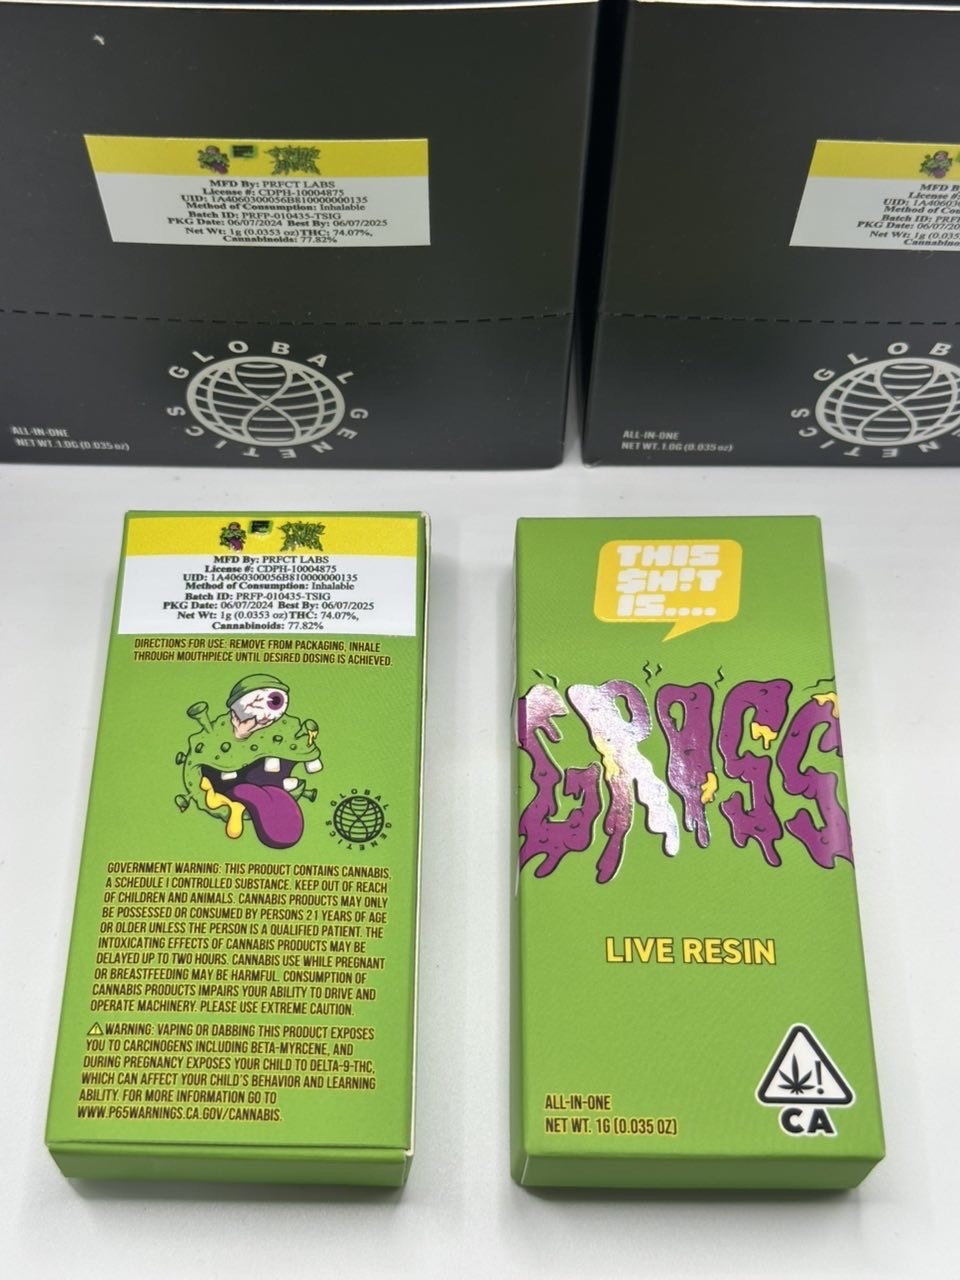 MFD By: PRFCT LABS
License #: CDPH-10004875
UID: 1A4060300056B810000000135
Method of Consumption: Inhalable
Batch ID: PRFP-010435-TSIG
PKG Date: 06/07/2024 Best By: 06/07/2025
Net Wt: 1g (0.0353 oz)THC: 74.07%,
Cannabinoids: 77.82%
GLOBAL GENETICS
ALL-IN-ONE
NET WT. 1.0G (0.035 oz)
MFD B
License #:
UID: 1A40603
Method of Con
Batch ID: PRF
PKG Date: 06/07/20
Net Wt: 1g (0.035
Cannabino
GLOB GENETICS
ALL-IN-ONE
NET WT. 1.0G (0.035 oz)
MFD By: PRFCT LABS
License #: CDPH-10004875
UID: 1A4060300056B810000000135
Method of Consumption: Inhalable
Batch ID: PRFP-010435-TSIG
PKG Date: 06/07/2024 Best By: 06/07/2025
Net Wt: 1g (0.0353 oz)THC: 74.07%,
Cannabinoids: 77.82%
DIRECTIONS FOR USE: REMOVE FROM PACKAGING, INHALE
THROUGH MOUTHPIECE UNTIL DESIRED DOSING IS ACHIEVED.
GLOBAL GENETICS
GOVERNMENT WARNING: THIS PRODUCT CONTAINS CANNABIS,
A SCHEDULE I CONTROLLED SUBSTANCE. KEEP OUT OF REACH
OF CHILDREN AND ANIMALS. CANNABIS PRODUCTS MAY ONLY
BE POSSESSED OR CONSUMED BY PERSONS 21 YEARS OF AGE
OR OLDER UNLESS THE PERSON IS A QUALIFIED PATIENT. THE
INTOXICATING EFFECTS OF CANNABIS PRODUCTS MAY BE
DELAYED UP TO TWO HOURS. CANNABIS USE WHILE PREGNANT
OR BREASTFEEDING MAY BE HARMFUL. CONSUMPTION OF
CANNABIS PRODUCTS IMPAIRS YOUR ABILITY TO DRIVE AND
OPERATE MACHINERY. PLEASE USE EXTREME CAUTION.
WARNING: VAPING OR DABBING THIS PRODUCT EXPOSES
YOU TO CARCINOGENS INCLUDING BETA-MYRCENE, AND
DURING PREGNANCY EXPOSES YOUR CHILD TO DELTA-9-THC,
WHICH CAN AFFECT YOUR CHILD'S BEHAVIOR AND LEARNING
ABILITY. FOR MORE INFORMATION GO TO
WWW.P65WARNINGS.CA.GOV/CANNABIS.
THIS
$H!T
IS....
GROSS
LIVE RESIN
ALL-IN-ONE
NET WT. 1G (0.035 OZ)
!
CA